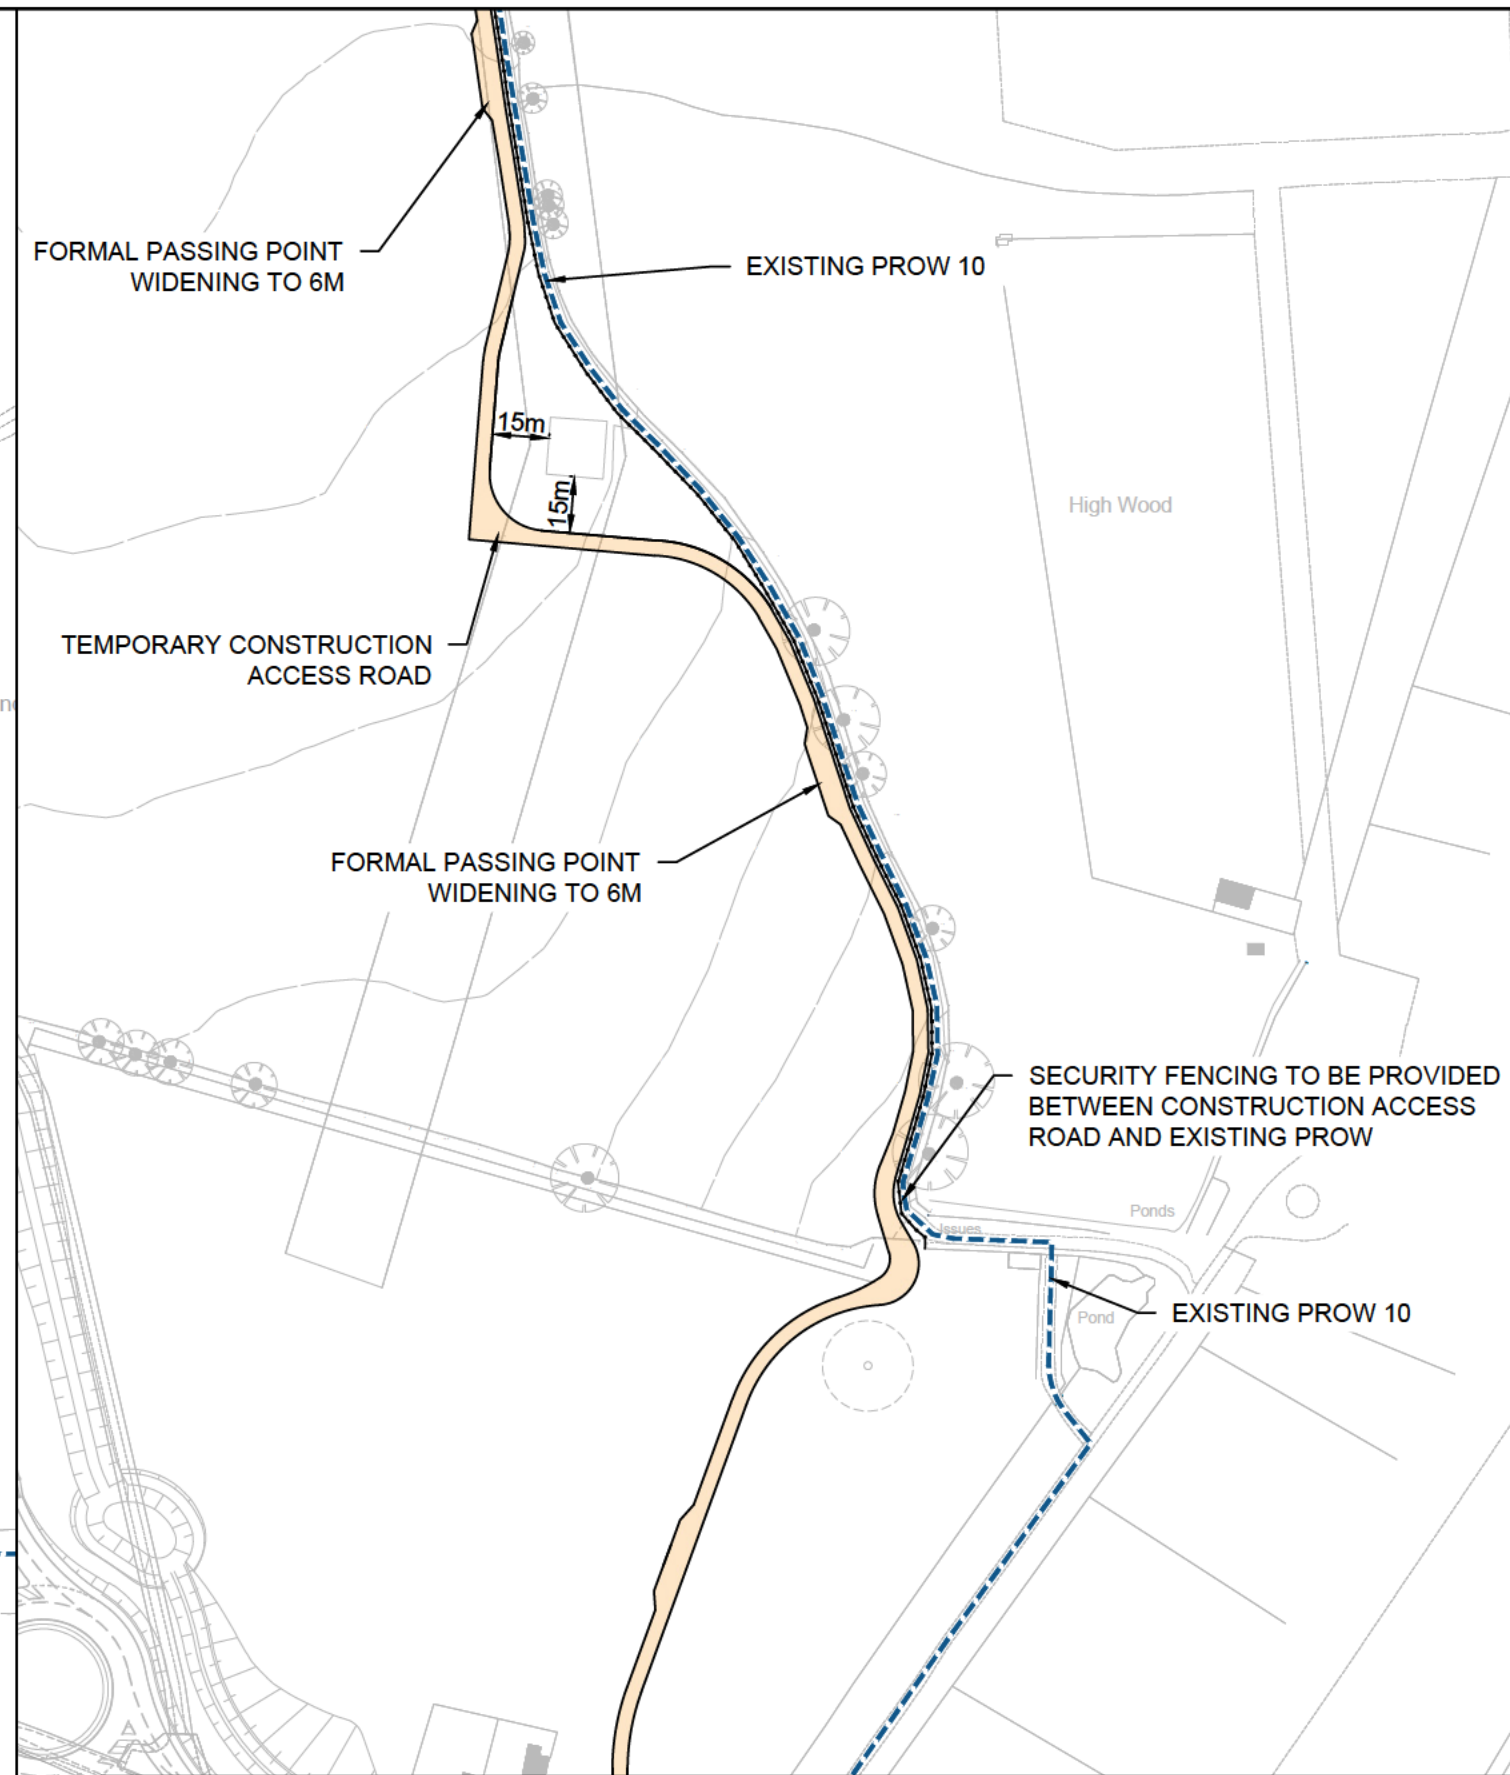 FORMAL PASSING POINT
WIDENING TO 6M
EXISTING PROW 10
15m
15m
High Wood
TEMPORARY CONSTRUCTION
ACCESS ROAD
FORMAL PASSING POINT
WIDENING TO 6M
SECURITY FENCING TO BE PROVIDED
BETWEEN CONSTRUCTION ACCESS
ROAD AND EXISTING PROW
Ponds
Issues
EXISTING PROW 10
Pond